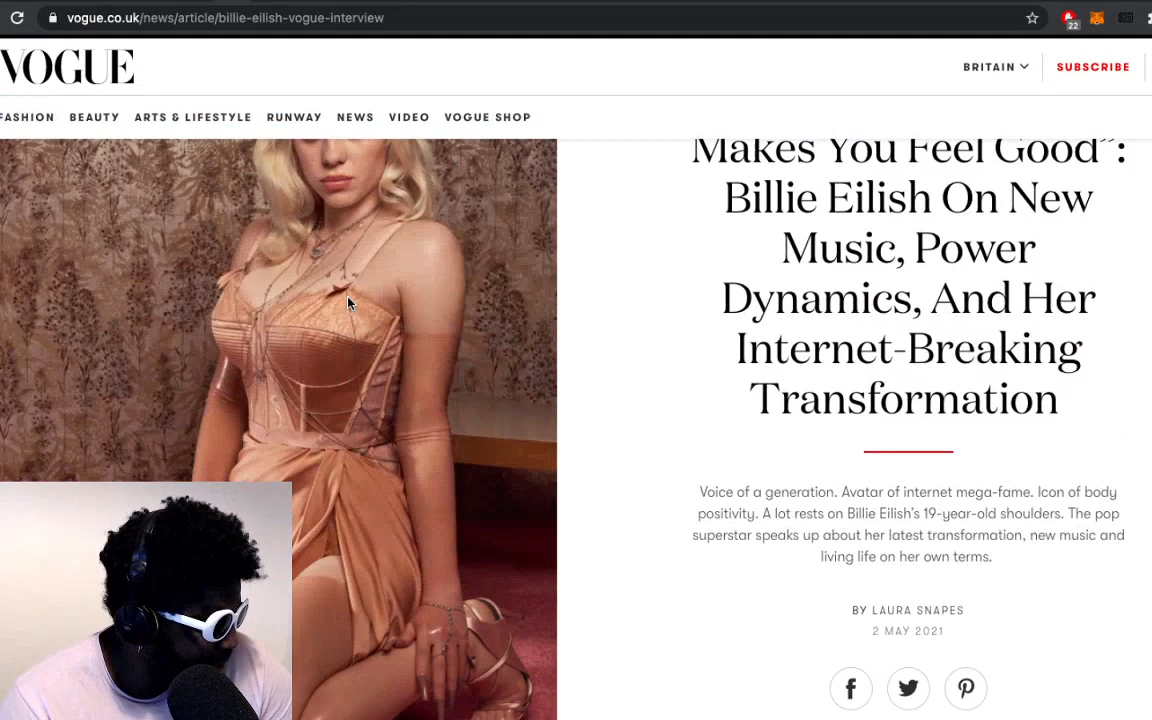 vogue.co.uk/news/article/billie-eilish-vogue-interview
22
VOGUE
BRITAIN
SUBSCRIBE
FASHION BEAUTY ARTS & LIFESTYLE RUNWAY NEWS VIDEO VOGUE SHOP
Makes You Feel Good”:
Billie Eilish On New
Music, Power
Dynamics, And Her
Internet-Breaking
Transformation
Voice of a generation. Avatar of internet mega-fame. Icon of body
positivity. A lot rests on Billie Eilish’s 19-year-old shoulders. The pop
superstar speaks up about her latest transformation, new music and
living life on her own terms.
BY LAURA SNAPES
2 MAY 2021